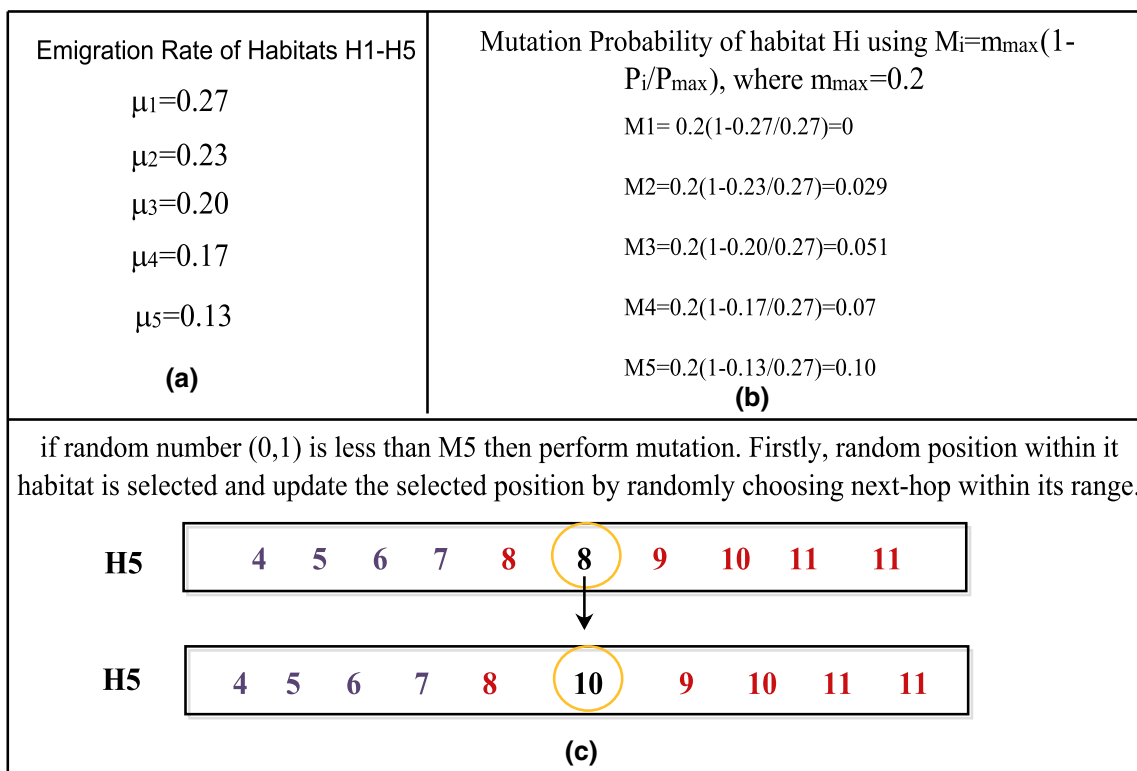 Emigration Rate of Habitats H1-H5
μ1=0.27
μ2=0.23
μ3=0.20
μ4=0.17
μ5=0.13
(a)
Mutation Probability of habitat Hi using Mi=mmax(1-
Pi/Pmax), where mmax=0.2
M1= 0.2(1-0.27/0.27)=0
M2=0.2(1-0.23/0.27)=0.029
M3=0.2(1-0.20/0.27)=0.051
M4=0.2(1-0.17/0.27)=0.07
M5=0.2(1-0.13/0.27)=0.10
(b)
if random number (0,1) is less than M5 then perform mutation. Firstly, random position within it
habitat is selected and update the selected position by randomly choosing next-hop within its range.
H5 4 5 6 7 8 8 9 10 11 11
H5 4 5 6 7 8 10 9 10 11 11
(c)